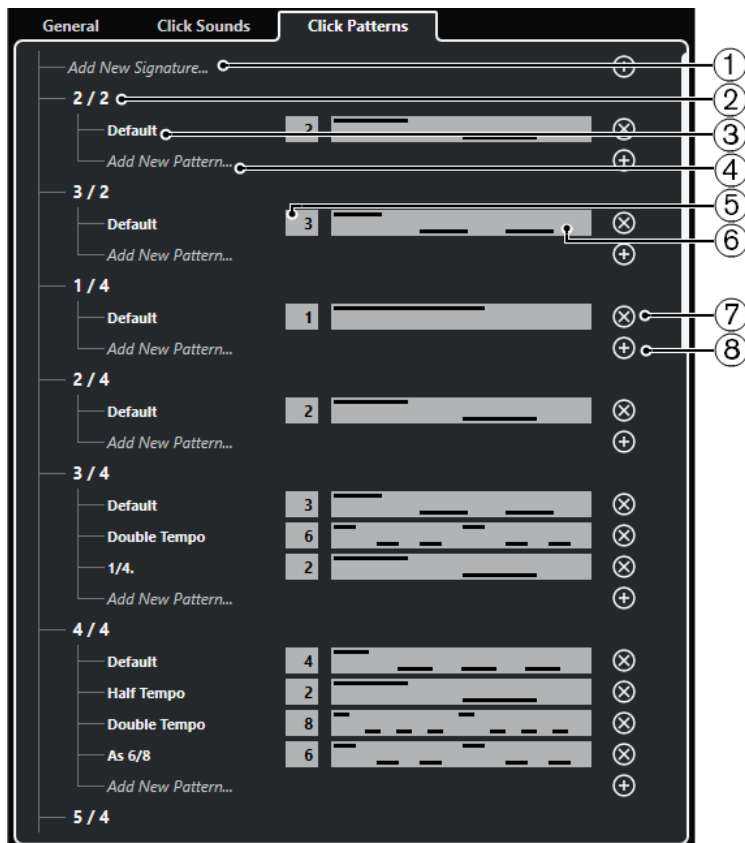 General Click Sounds Click Patterns
Add New Signature... 1
2 / 2 2
Default 2 3
Add New Pattern... 4
3 / 2 5
Default 3 6
Add New Pattern...
1 / 4
Default 1 7
Add New Pattern... 8
2 / 4
Default 2
Add New Pattern...
3 / 4
Default 3
Double Tempo 6
1/4. 2
Add New Pattern...
4 / 4
Default 4
Half Tempo 2
Double Tempo 8
As 6/8 6
Add New Pattern...
5 / 4